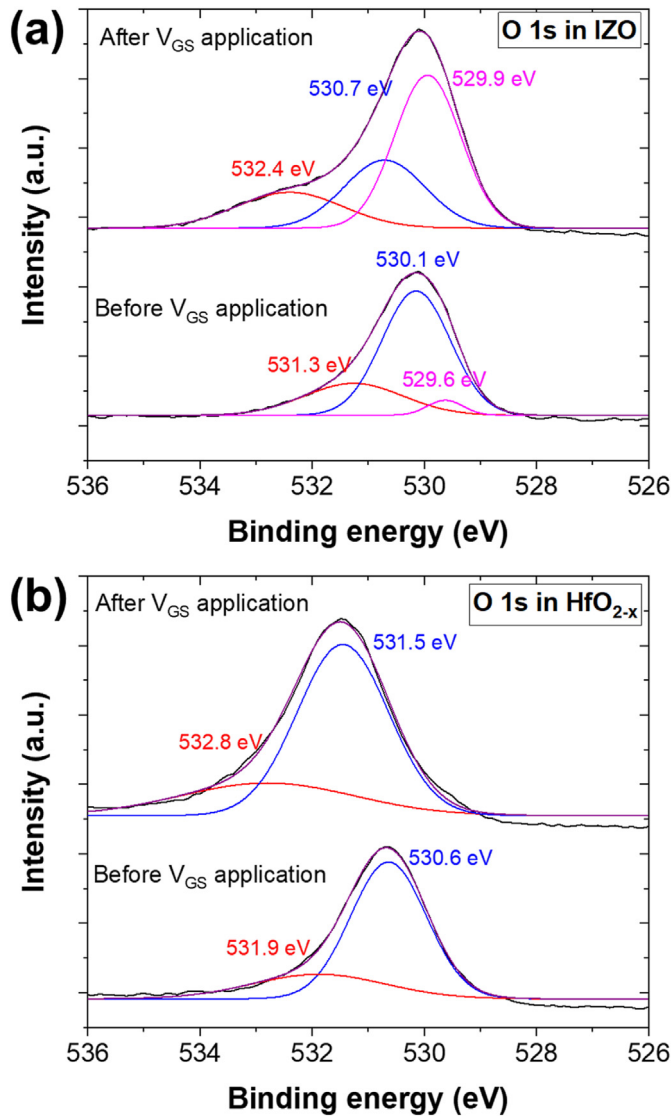 (a)
After VGS application
O 1s in IZO
530.7 eV
529.9 eV
532.4 eV
Before VGS application
530.1 eV
531.3 eV
529.6 eV
Intensity (a.u.)
536 534 532 530 528 526
Binding energy (eV)
(b)
After VGS application
O 1s in HfO2-x
531.5 eV
532.8 eV
Before VGS application
530.6 eV
531.9 eV
Intensity (a.u.)
536 534 532 530 528 526
Binding energy (eV)